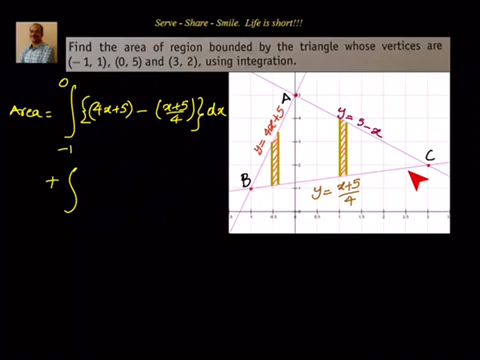 Serve - Share - Smile. Life is short!!!
Find the area of region bounded by the triangle whose vertices are
(– 1, 1), (0, 5) and (3, 2), using integration.
Area = ∫₋₁⁰ {(4x+5) − (x+5/4)} dx
+ ∫
A
B
C
y = 4x+5
y = 5-x
y = x+5/4